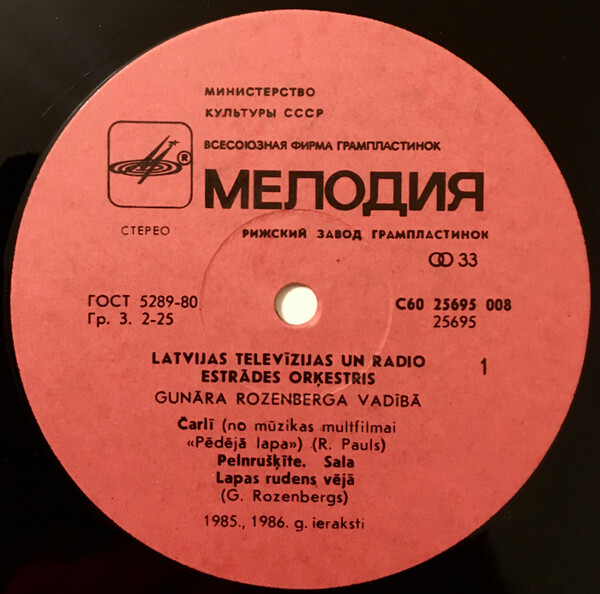 МИНИСТЕРСТВО
КУЛЬТУРЫ СССР
ВСЕСОЮЗНАЯ ФИРМА ГРАМПЛАСТИНОК
®
МЕЛОДИЯ
СТЕРЕО
РИЖСКИЙ ЗАВОД ГРАМПЛАСТИНОК
33
ГОСТ 5289-80
Гр. 3. 2-25
С60 25695 008
25695
LATVIJAS TELEVĪZIJAS UN RADIO
ESTRĀDES ORĶESTRIS
1
GUNĀRA ROZENBERGA VADĪBĀ
Čarlī (no mūzikas multfilmai
«Pēdējā lapa») (R. Pauls)
Pelnrušķīte. Sala
Lapas rudens vējā
(G. Rozenbergs)
1985., 1986. g. ieraksti